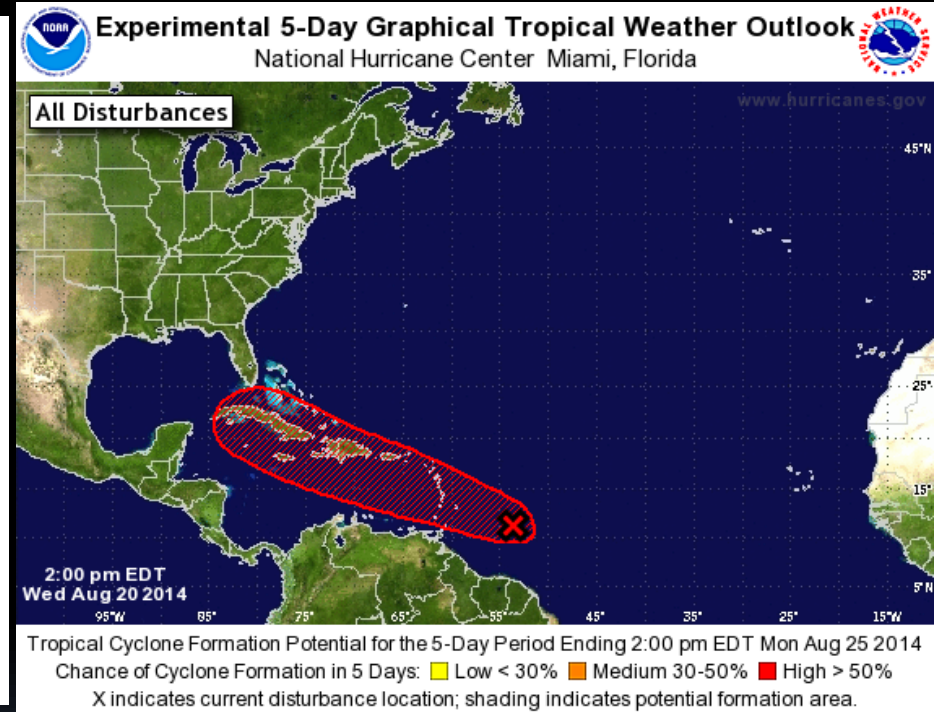 NOAA
Experimental 5-Day Graphical Tropical Weather Outlook
National Hurricane Center Miami, Florida
NATIONAL WEATHER SERVICE
All Disturbances
www.hurricanes.gov
45°N
35°
25°
15°
5°N
2:00 pm EDT
Wed Aug 20 2014
95°W 85° 75° 65° 55° 45° 35° 25° 15°W
Tropical Cyclone Formation Potential for the 5-Day Period Ending 2:00 pm EDT Mon Aug 25 2014
Chance of Cyclone Formation in 5 Days: Low < 30% Medium 30-50% High > 50%
X indicates current disturbance location; shading indicates potential formation area.